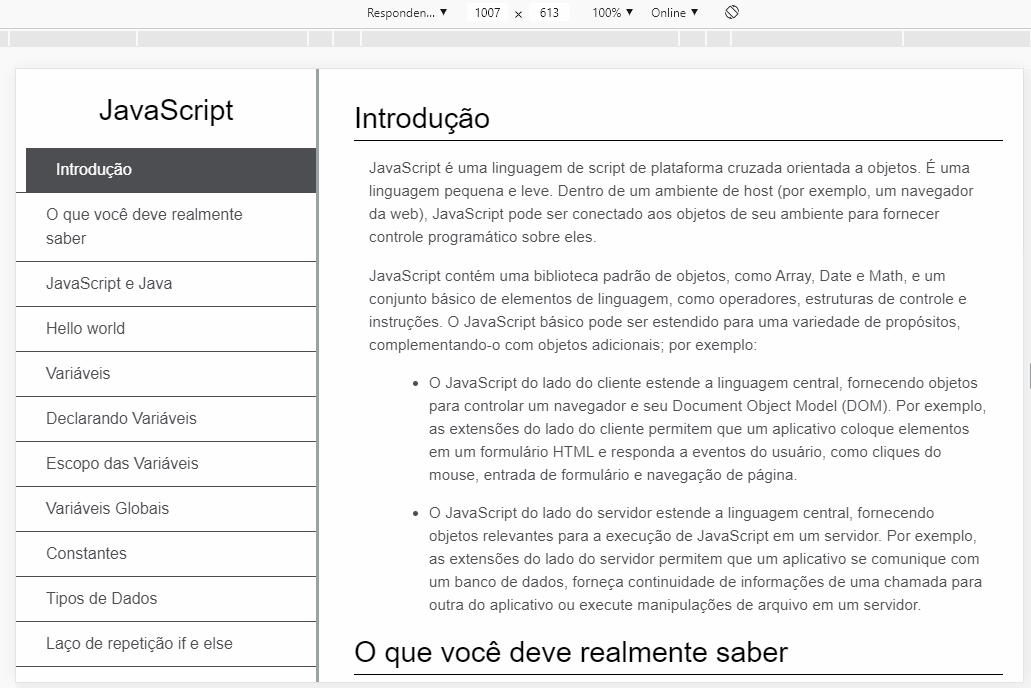 Responden... ▼ 1007 × 613 100% ▼ Online ▼
JavaScript
Introdução
O que você deve realmente
saber
JavaScript e Java
Hello world
Variáveis
Declarando Variáveis
Escopo das Variáveis
Variáveis Globais
Constantes
Tipos de Dados
Laço de repetição if e else
Introdução
JavaScript é uma linguagem de script de plataforma cruzada orientada a objetos. É uma
linguagem pequena e leve. Dentro de um ambiente de host (por exemplo, um navegador
da web), JavaScript pode ser conectado aos objetos de seu ambiente para fornecer
controle programático sobre eles.
JavaScript contém uma biblioteca padrão de objetos, como Array, Date e Math, e um
conjunto básico de elementos de linguagem, como operadores, estruturas de controle e
instruções. O JavaScript básico pode ser estendido para uma variedade de propósitos,
complementando-o com objetos adicionais; por exemplo:
• O JavaScript do lado do cliente estende a linguagem central, fornecendo objetos
para controlar um navegador e seu Document Object Model (DOM). Por exemplo,
as extensões do lado do cliente permitem que um aplicativo coloque elementos
em um formulário HTML e responda a eventos do usuário, como cliques do
mouse, entrada de formulário e navegação de página.
• O JavaScript do lado do servidor estende a linguagem central, fornecendo
objetos relevantes para a execução de JavaScript em um servidor. Por exemplo,
as extensões do lado do servidor permitem que um aplicativo se comunique com
um banco de dados, forneça continuidade de informações de uma chamada para
outra do aplicativo ou execute manipulações de arquivo em um servidor.
O que você deve realmente saber